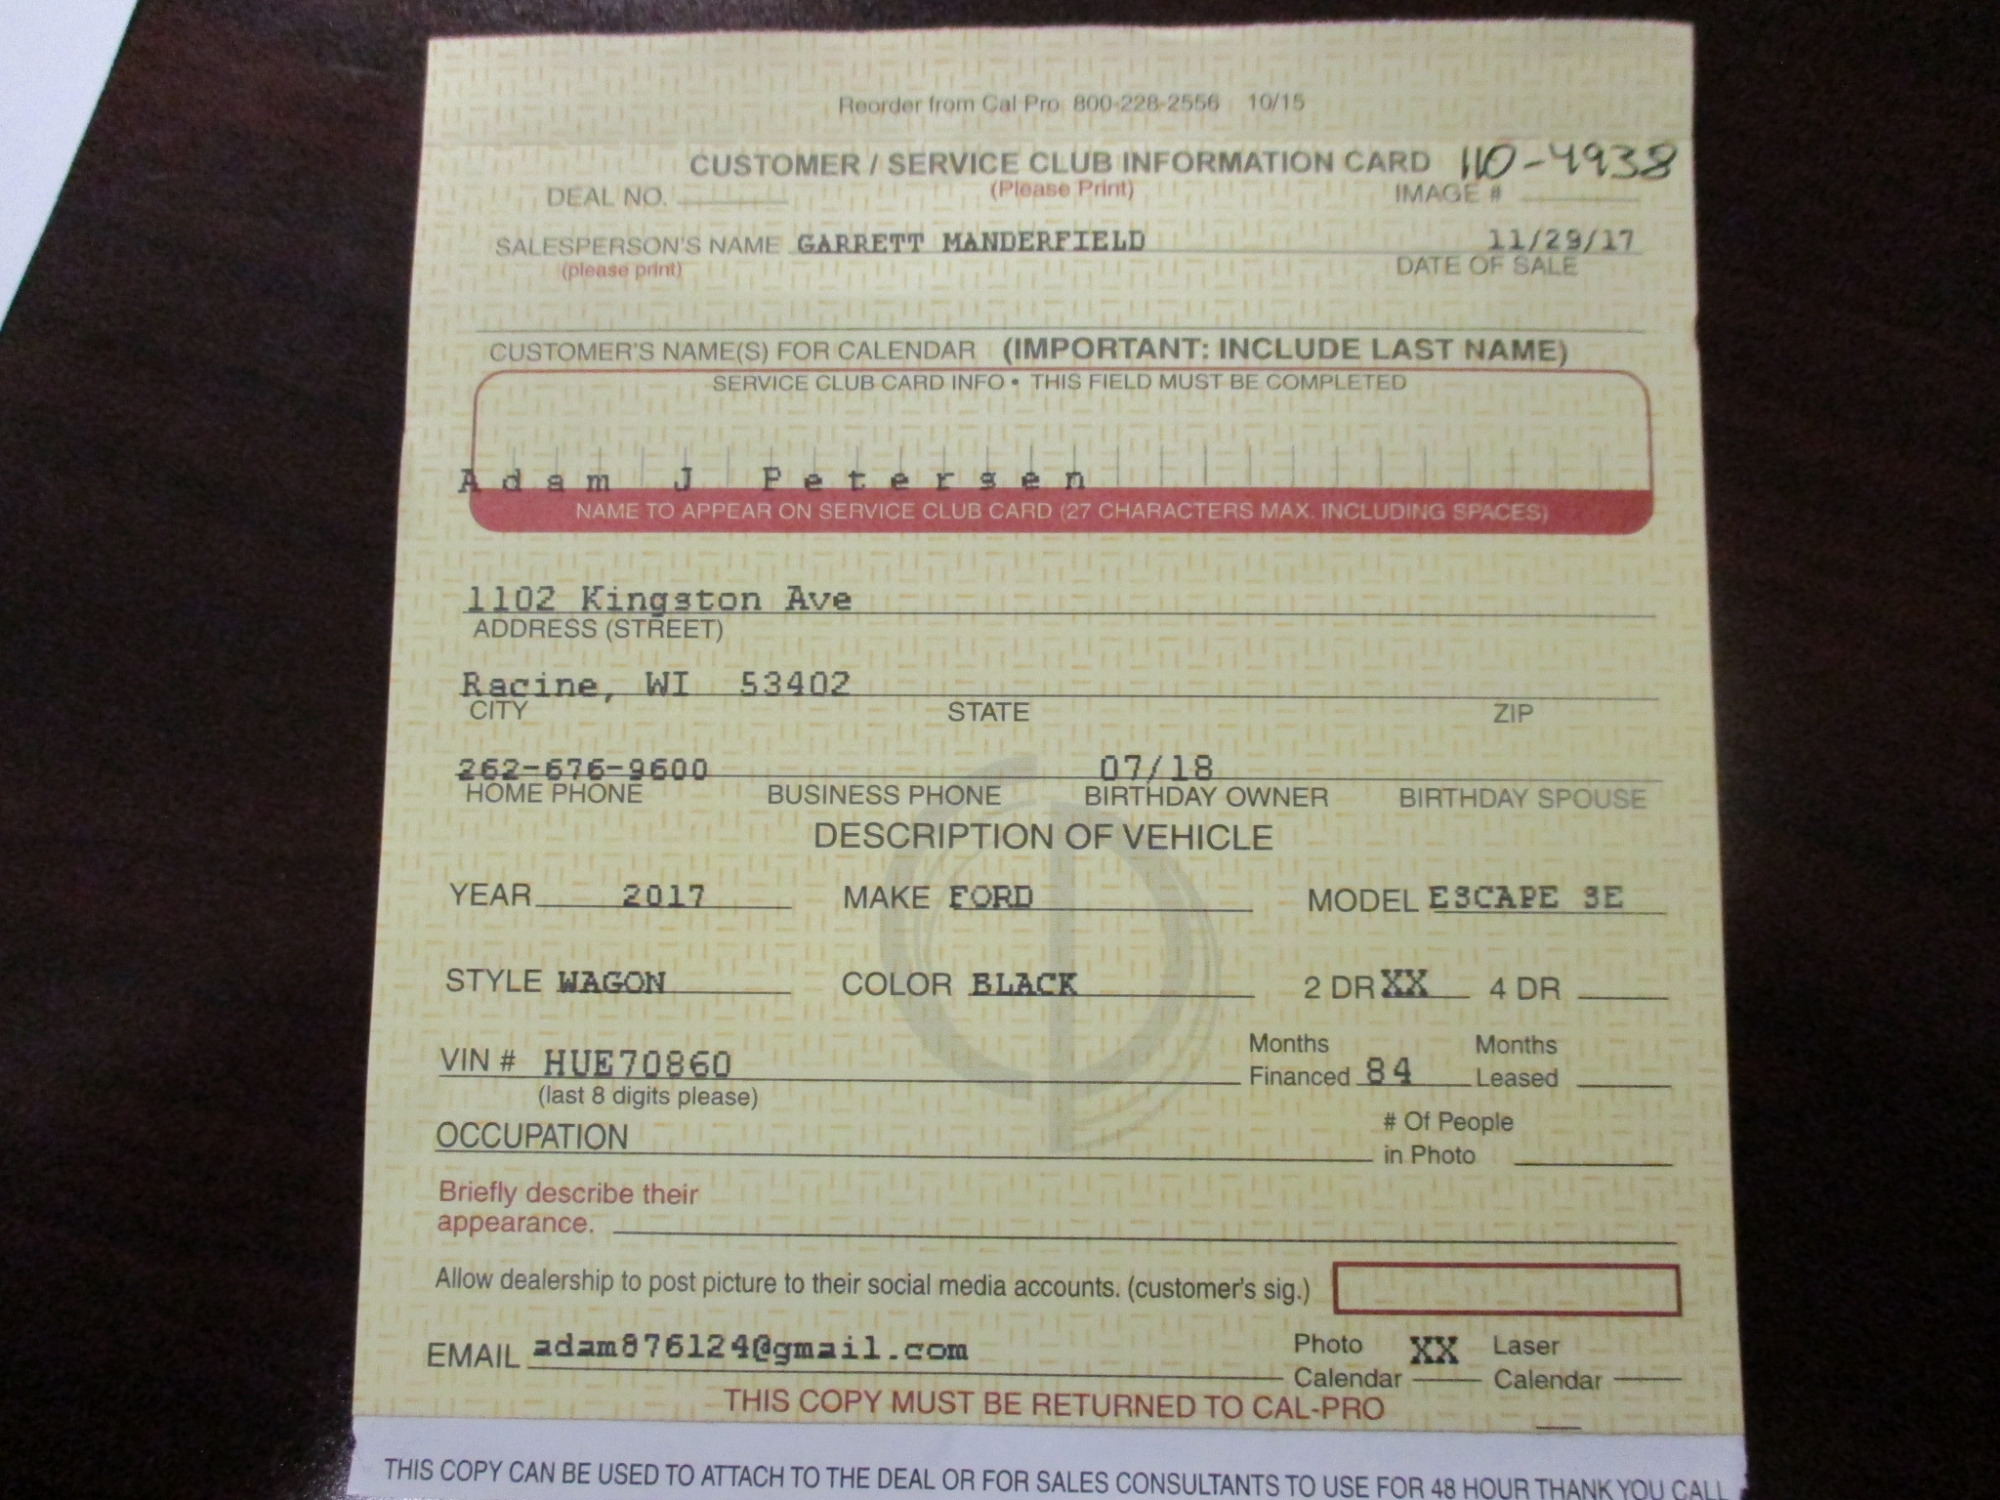 Reorder from Cal Pro 800-228-2556 10/15
CUSTOMER / SERVICE CLUB INFORMATION CARD 110-4938
DEAL NO. (Please Print) IMAGE #
SALESPERSON'S NAME GARRETT MANDERFIELD 11/29/17
(please print) DATE OF SALE
CUSTOMER'S NAME(S) FOR CALENDAR (IMPORTANT: INCLUDE LAST NAME)
SERVICE CLUB CARD INFO • THIS FIELD MUST BE COMPLETED
Adam J Petersen
NAME TO APPEAR ON SERVICE CLUB CARD (27 CHARACTERS MAX. INCLUDING SPACES)
1102 Kingston Ave
ADDRESS (STREET)
Racine, WI 53402
CITY STATE ZIP
262-676-9600 07/18
HOME PHONE BUSINESS PHONE BIRTHDAY OWNER BIRTHDAY SPOUSE
DESCRIPTION OF VEHICLE
YEAR 2017 MAKE FORD MODEL ESCAPE SE
STYLE WAGON COLOR BLACK 2 DR XX 4 DR
VIN # HUE70860 Months Financed 84 Months Leased
(last 8 digits please)
OCCUPATION # Of People in Photo
Briefly describe their
appearance.
Allow dealership to post picture to their social media accounts. (customer's sig.)
EMAIL adam876124@gmail.com Photo Calendar XX Laser Calendar
THIS COPY MUST BE RETURNED TO CAL-PRO
THIS COPY CAN BE USED TO ATTACH TO THE DEAL OR FOR SALES CONSULTANTS TO USE FOR 48 HOUR THANK YOU CALL